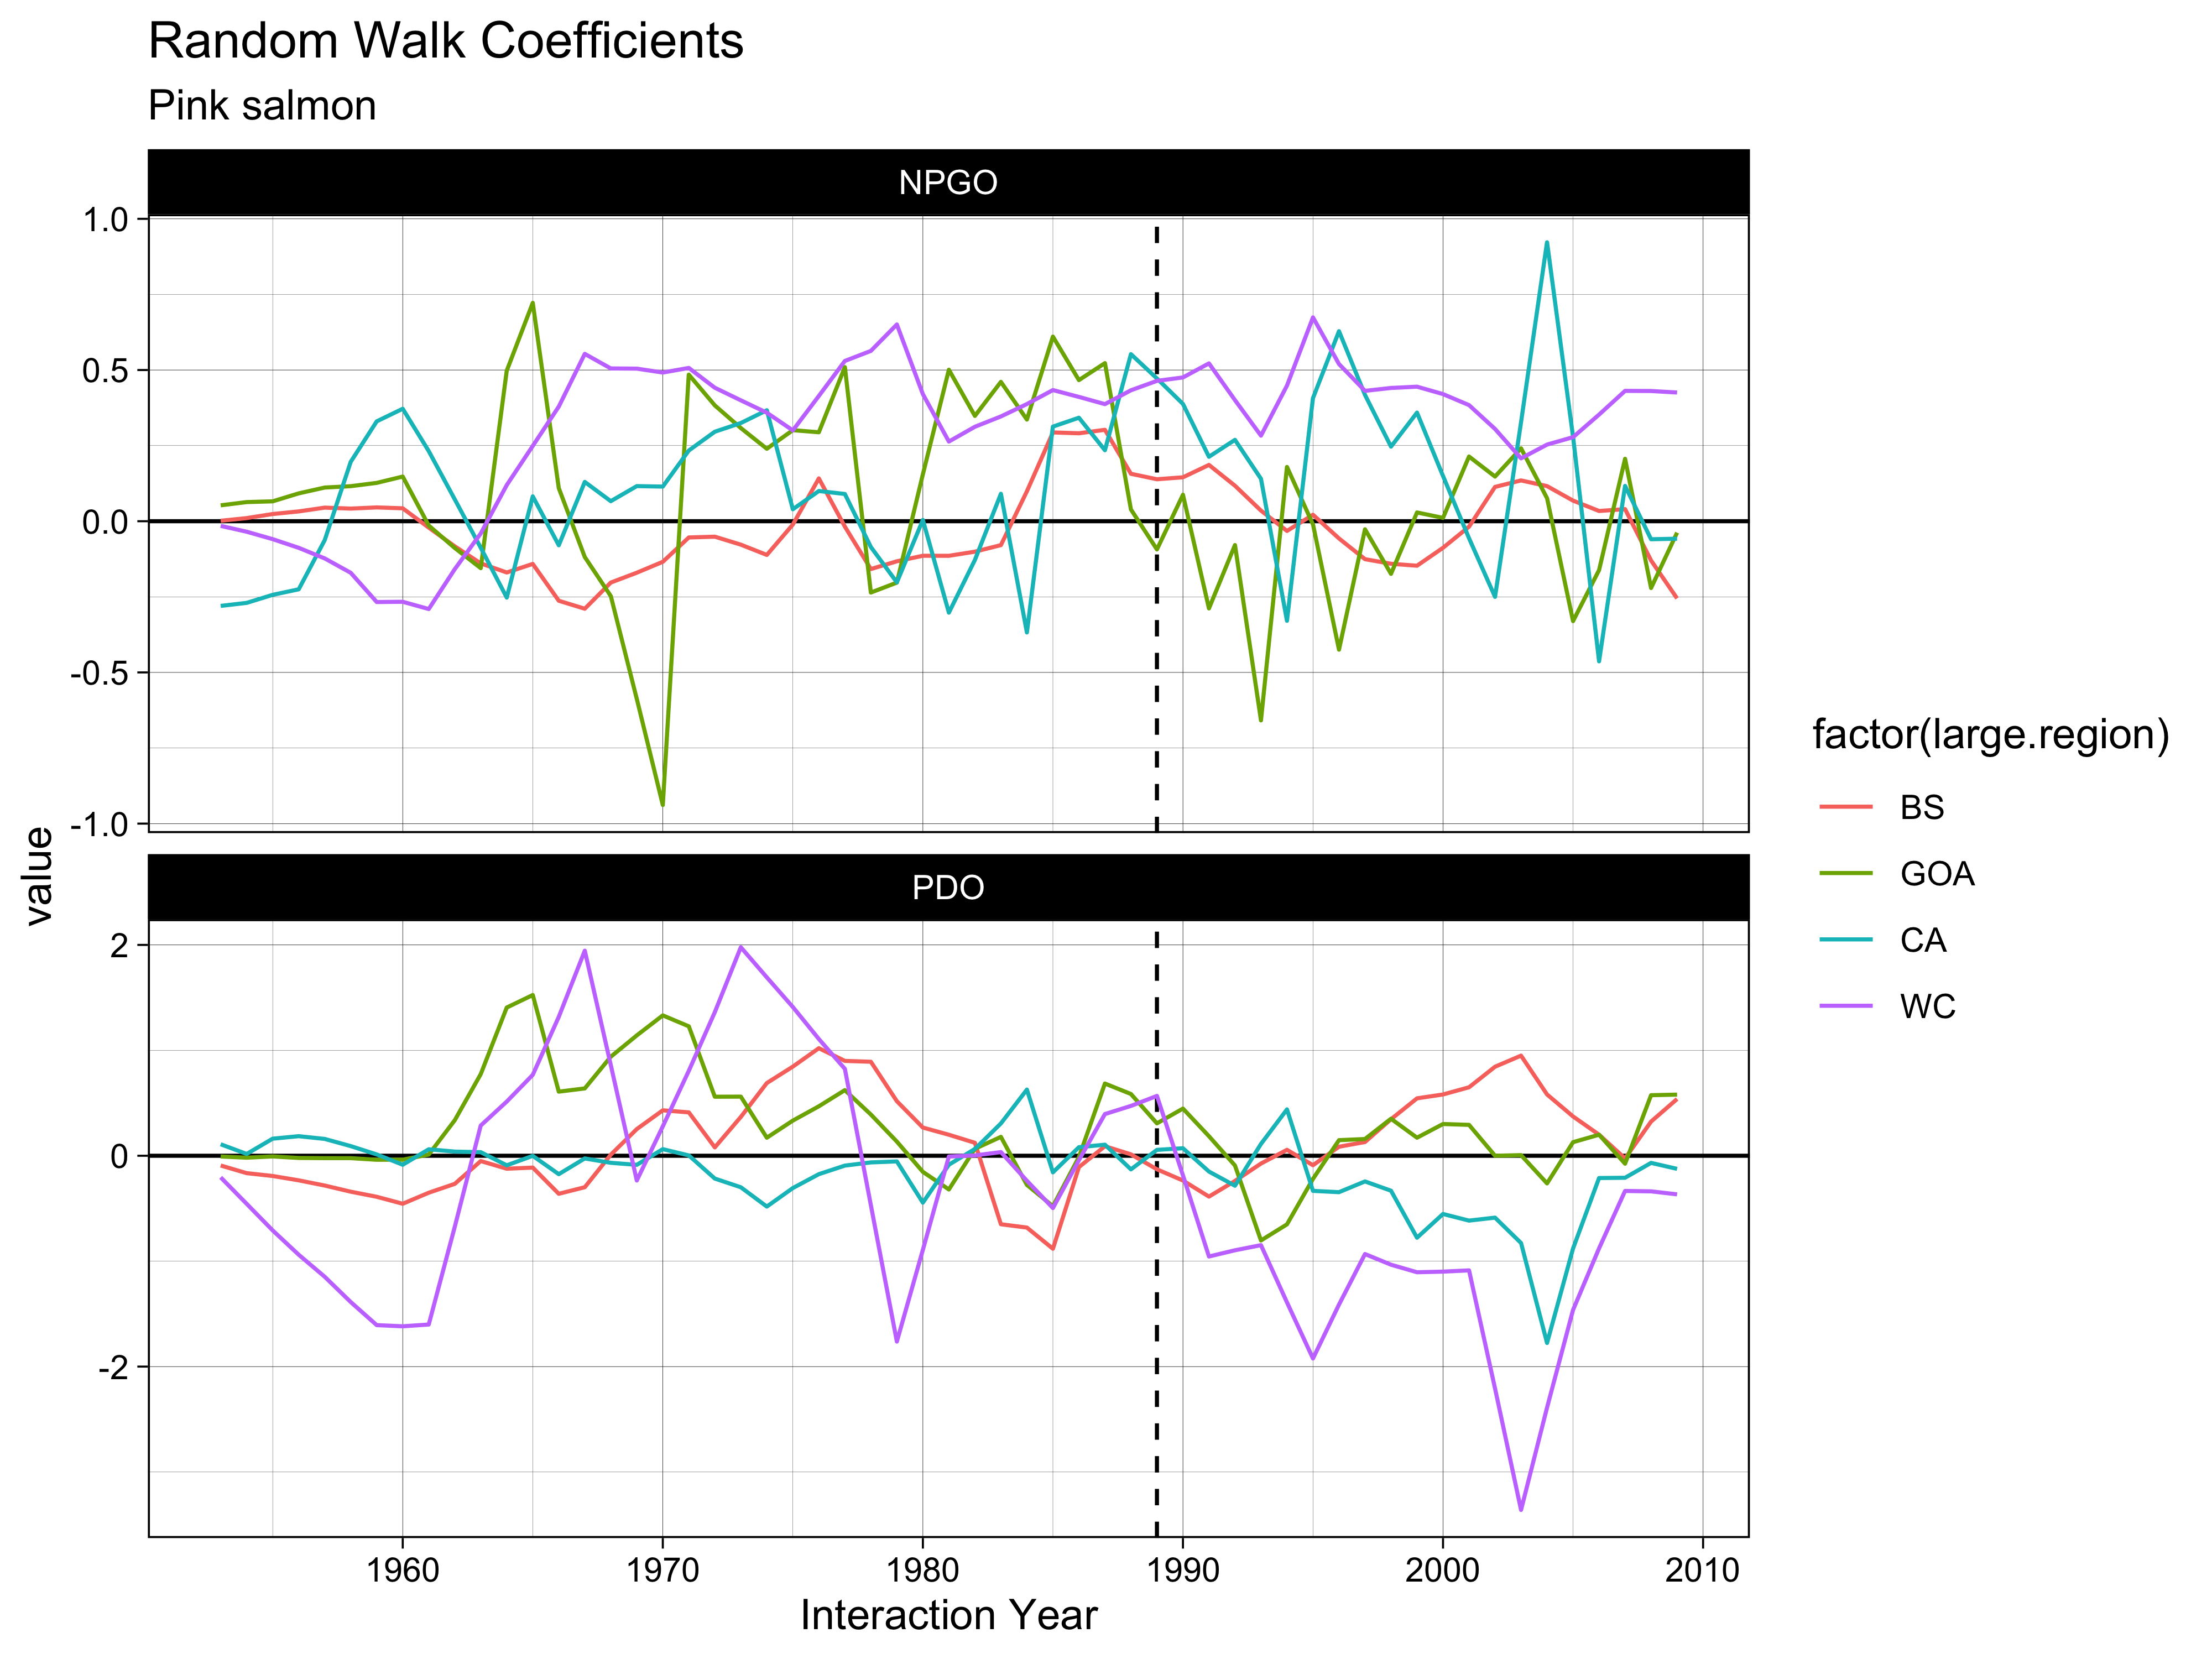 Random Walk Coefficients
Pink salmon
NPGO
1.0
0.5
0.0
-0.5
-1.0
value
PDO
2
0
-2
1960 1970 1980 1990 2000 2010
Interaction Year
factor(large.region)
BS
GOA
CA
WC